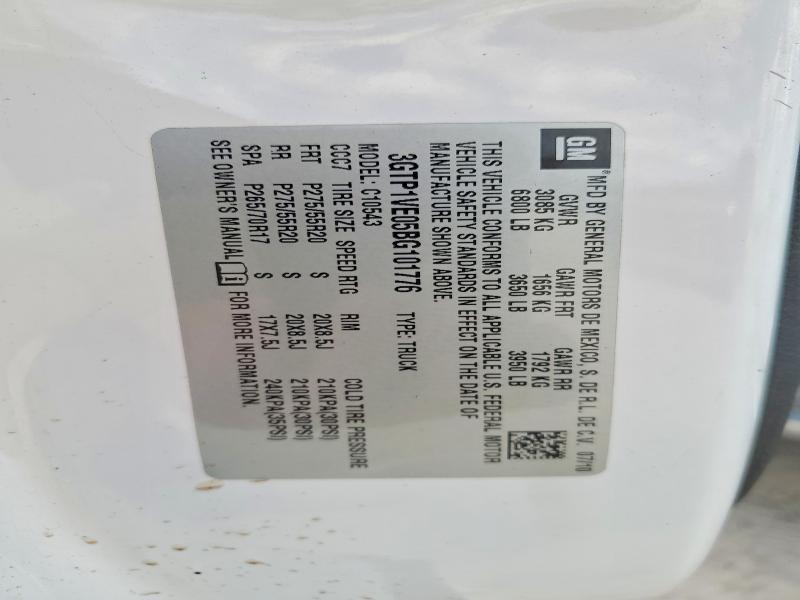 GM
® MFD BY GENERAL MOTORS DE MEXICO, S. DE R.L. DE C.V. 07/10
GVWR GAWR FRT GAWR RR
3085 KG 1656 KG 1792 KG
6800 LB 3650 LB 3950 LB
THIS VEHICLE CONFORMS TO ALL APPLICABLE U.S. FEDERAL MOTOR
VEHICLE SAFETY STANDARDS IN EFFECT ON THE DATE OF
MANUFACTURE SHOWN ABOVE.
3GTP1VE05BG101776 TYPE: TRUCK
MODEL: C10543
CCC7 TIRE SIZE SPEED RTG RIM COLD TIRE PRESSURE
FRT P275/55R20 S 20X8.5J 210KPA(30PSI)
RR P275/55R20 S 20X8.5J 210KPA(30PSI)
SPA P265/70R17 S 17X7.5J 240KPA(35PSI)
SEE OWNER'S MANUAL FOR MORE INFORMATION.